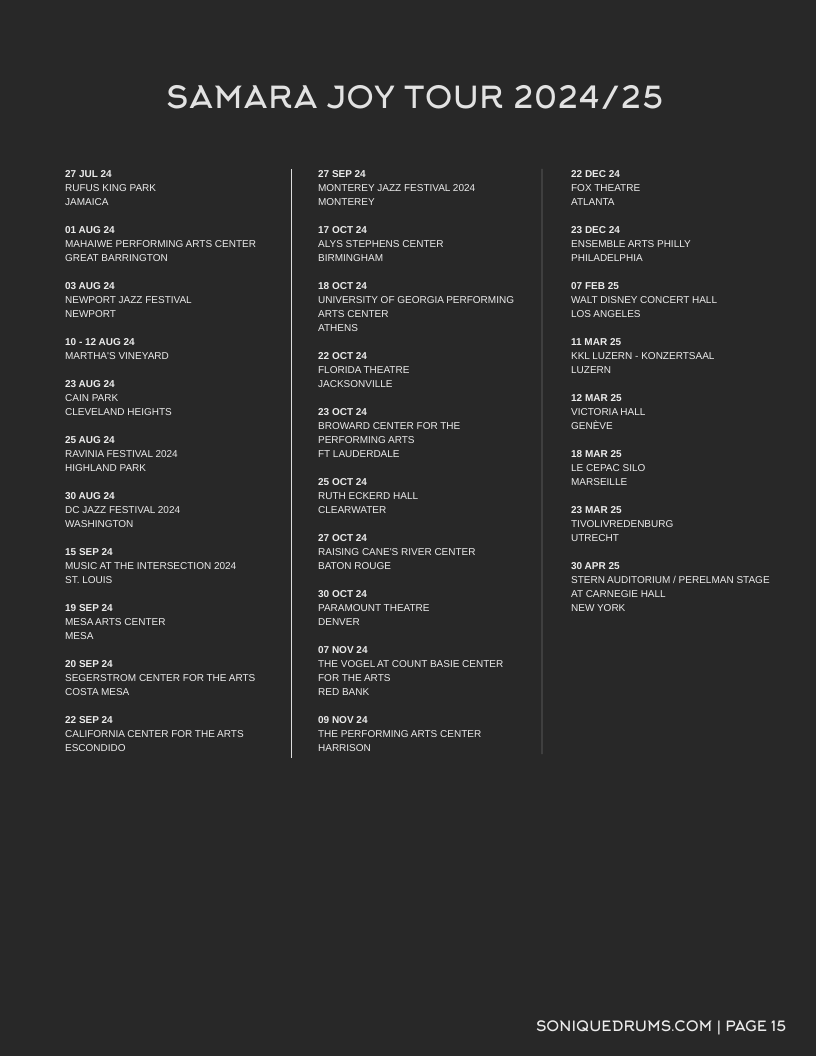 SAMARA JOY TOUR 2024/25
27 JUL 24
RUFUS KING PARK
JAMAICA
01 AUG 24
MAHAIWE PERFORMING ARTS CENTER
GREAT BARRINGTON
03 AUG 24
NEWPORT JAZZ FESTIVAL
NEWPORT
10 - 12 AUG 24
MARTHA'S VINEYARD
23 AUG 24
CAIN PARK
CLEVELAND HEIGHTS
25 AUG 24
RAVINIA FESTIVAL 2024
HIGHLAND PARK
30 AUG 24
DC JAZZ FESTIVAL 2024
WASHINGTON
15 SEP 24
MUSIC AT THE INTERSECTION 2024
ST. LOUIS
19 SEP 24
MESA ARTS CENTER
MESA
20 SEP 24
SEGERSTROM CENTER FOR THE ARTS
COSTA MESA
22 SEP 24
CALIFORNIA CENTER FOR THE ARTS
ESCONDIDO
27 SEP 24
MONTEREY JAZZ FESTIVAL 2024
MONTEREY
17 OCT 24
ALYS STEPHENS CENTER
BIRMINGHAM
18 OCT 24
UNIVERSITY OF GEORGIA PERFORMING
ARTS CENTER
ATHENS
22 OCT 24
FLORIDA THEATRE
JACKSONVILLE
23 OCT 24
BROWARD CENTER FOR THE
PERFORMING ARTS
FT LAUDERDALE
25 OCT 24
RUTH ECKERD HALL
CLEARWATER
27 OCT 24
RAISING CANE'S RIVER CENTER
BATON ROUGE
30 OCT 24
PARAMOUNT THEATRE
DENVER
07 NOV 24
THE VOGEL AT COUNT BASIE CENTER
FOR THE ARTS
RED BANK
09 NOV 24
THE PERFORMING ARTS CENTER
HARRISON
22 DEC 24
FOX THEATRE
ATLANTA
23 DEC 24
ENSEMBLE ARTS PHILLY
PHILADELPHIA
07 FEB 25
WALT DISNEY CONCERT HALL
LOS ANGELES
11 MAR 25
KKL LUZERN - KONZERTSAAL
LUZERN
12 MAR 25
VICTORIA HALL
GENÈVE
18 MAR 25
LE CEPAC SILO
MARSEILLE
23 MAR 25
TIVOLIVREDENBURG
UTRECHT
30 APR 25
STERN AUDITORIUM / PERELMAN STAGE
AT CARNEGIE HALL
NEW YORK
SONIQUEDRUMS.COM | PAGE 15